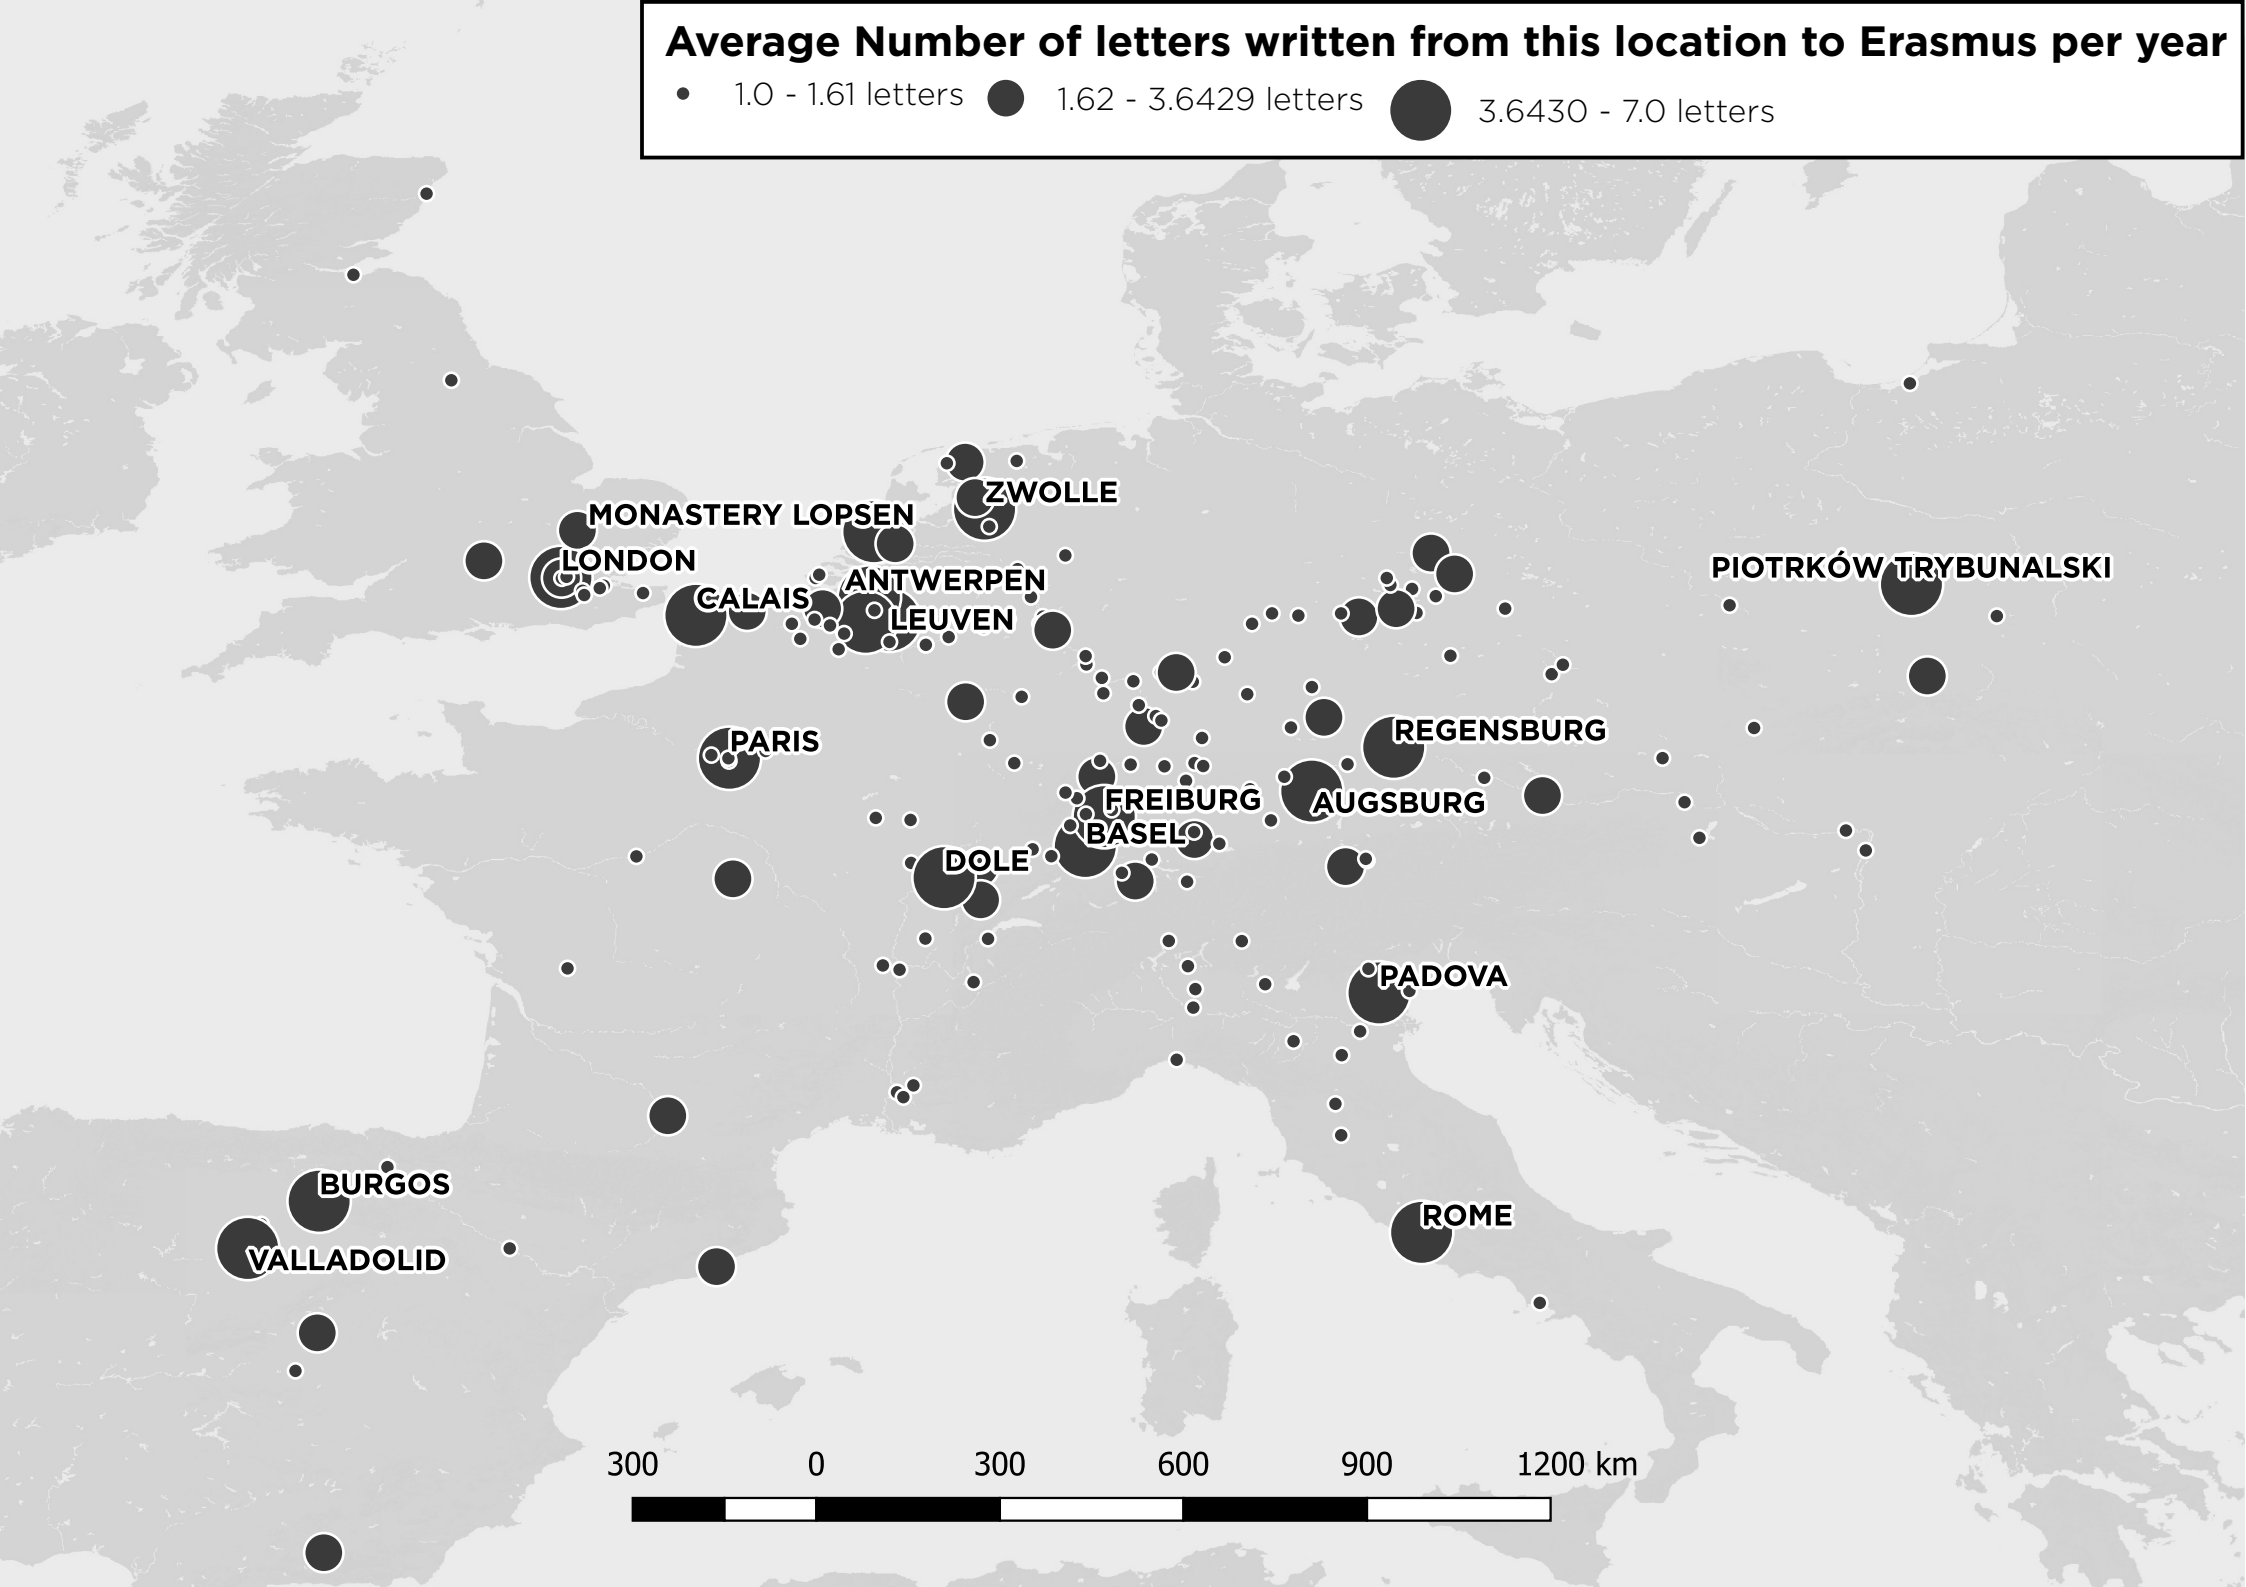 Average Number of letters written from this location to Erasmus per year
1.0 - 1.61 letters 1.62 - 3.6429 letters 3.6430 - 7.0 letters
ZWOLLE
MONASTERY LOPSEN
LONDON
PIOTRKÓW TRYBUNALSKI
ANTWERPEN
CALAIS
LEUVEN
REGENSBURG
PARIS
FREIBURG
AUGSBURG
BASEL
DOLE
PADOVA
BURGOS
ROME
VALLADOLID
300 0 300 600 900 1200 km